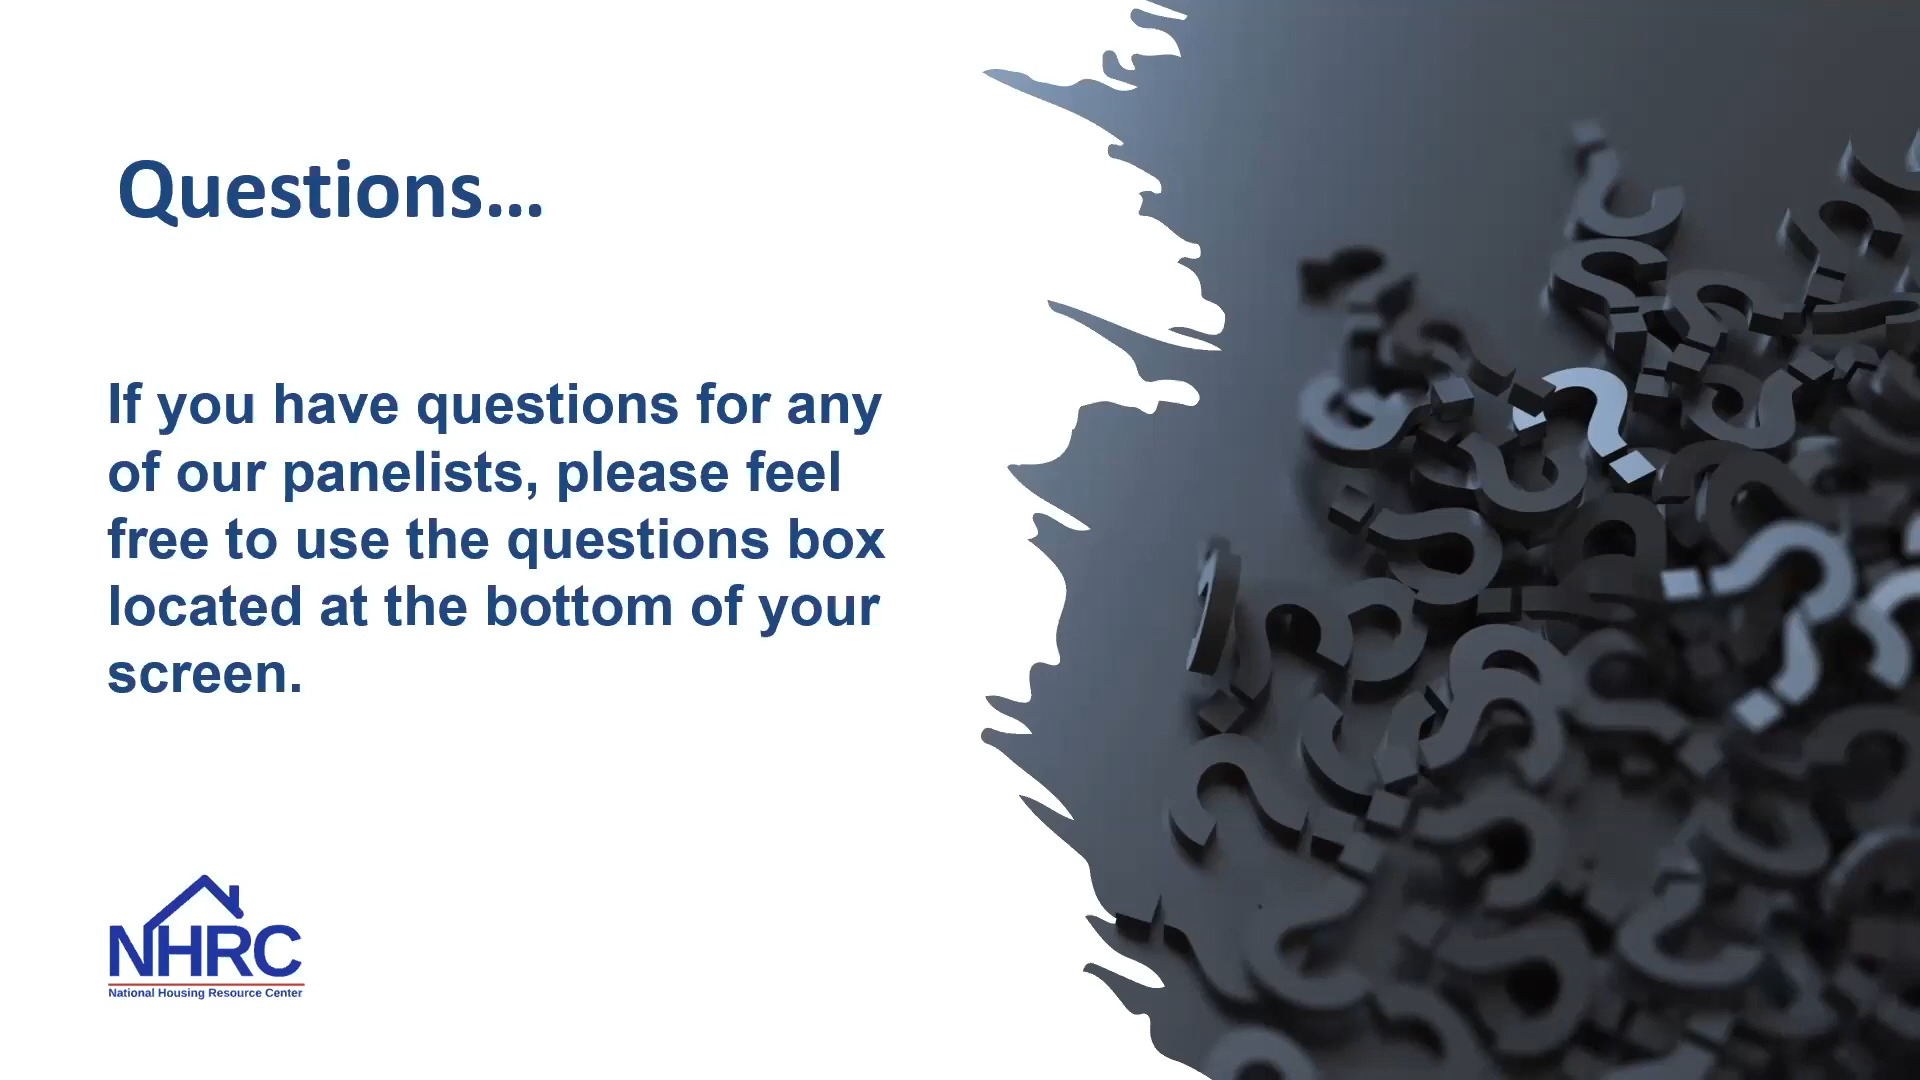 Questions...
If you have questions for any
of our panelists, please feel
free to use the questions box
located at the bottom of your
screen.
NHRC
National Housing Resource Center